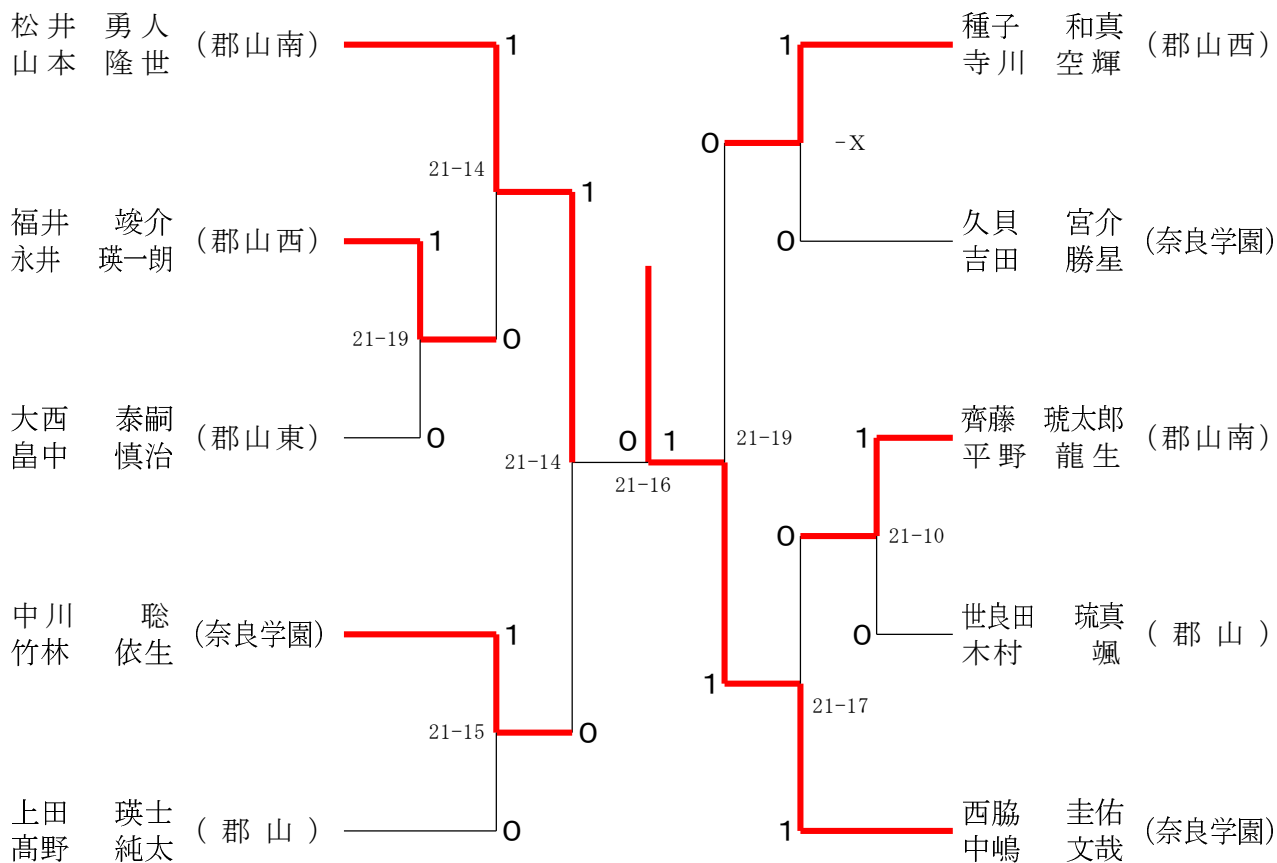 松井 勇人
山本 隆世
(郡山南)
1
21-14
1
福井 竣介
永井 瑛一朗
(郡山西)
1
21-19
0
大西 泰嗣
畠中 慎治
(郡山東)
0
21-14
中川 聡
竹林 依生
(奈良学園)
1
21-15
0
上田 瑛士
髙野 純太
(郡山)
0
0
1
21-16
種子 和真
寺川 空輝
(郡山西)
1
0
-X
久貝 宮介
吉田 勝星
(奈良学園)
0
21-19
齊藤 琥太郎
平野 龍生
(郡山南)
1
0
21-10
世良田 琉真
木村 颯
(郡山)
0
1
21-17
西脇 圭佑
中嶋 文哉
(奈良学園)
1